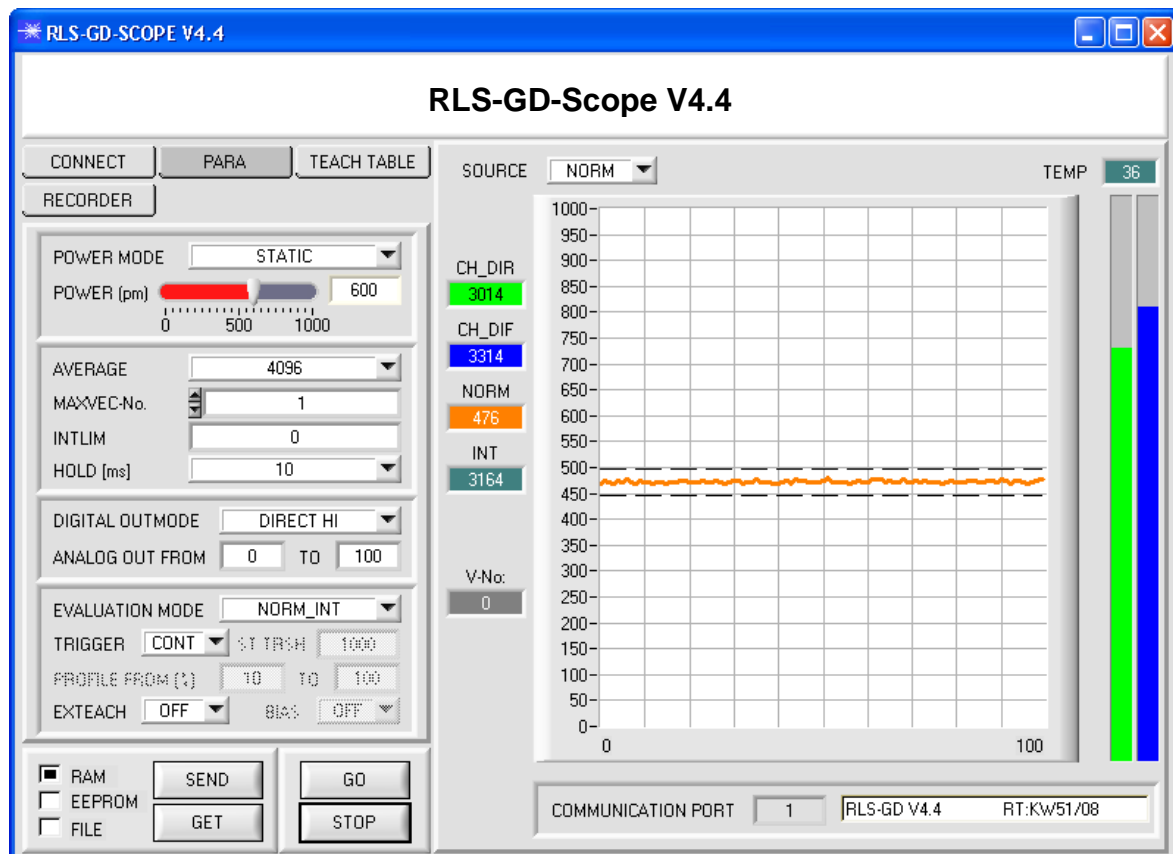 RLS-GD-SCOPE V4.4
RLS-GD-Scope V4.4
CONNECT
PARA
TEACH TABLE
RECORDER
POWER MODE STATIC
POWER (pm) 600
0 500 1000
AVERAGE 4096
MAXVEC-No. 1
INTLIM 0
HOLD [ms] 10
DIGITAL OUTMODE DIRECT HI
ANALOG OUT FROM 0 TO 100
EVALUATION MODE NORM_INT
TRIGGER CONT ST TRSH 1000
PROFILE FROM (%) 10 TO 100
EXTEACH OFF BIAS OFF
RAM
EEPROM
FILE
SEND
GET
GO
STOP
SOURCE NORM
TEMP 36
CH_DIR
3014
CH_DIF
3314
NORM
476
INT
3164
V-No:
0
1000
950
900
850
800
750
700
650
600
550
500
450
400
350
300
250
200
150
100
50
0
0 100
COMMUNICATION PORT 1 RLS-GD V4.4 RT:KW51/08